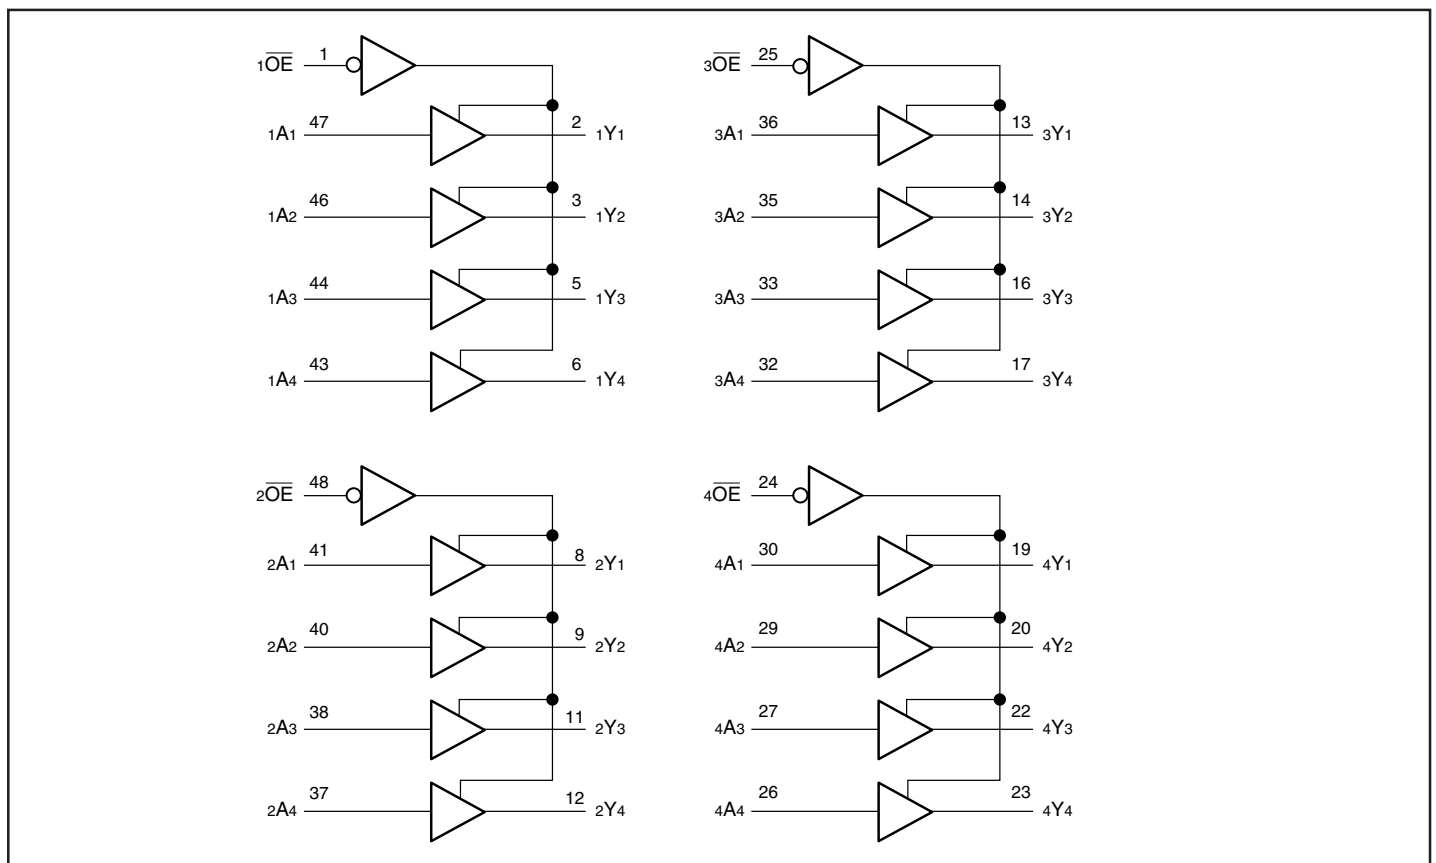 1OE 1
1A1 47 2 1Y1
1A2 46 3 1Y2
1A3 44 5 1Y3
1A4 43 6 1Y4
3OE 25
3A1 36 13 3Y1
3A2 35 14 3Y2
3A3 33 16 3Y3
3A4 32 17 3Y4
2OE 48
2A1 41 8 2Y1
2A2 40 9 2Y2
2A3 38 11 2Y3
2A4 37 12 2Y4
4OE 24
4A1 30 19 4Y1
4A2 29 20 4Y2
4A3 27 22 4Y3
4A4 26 23 4Y4